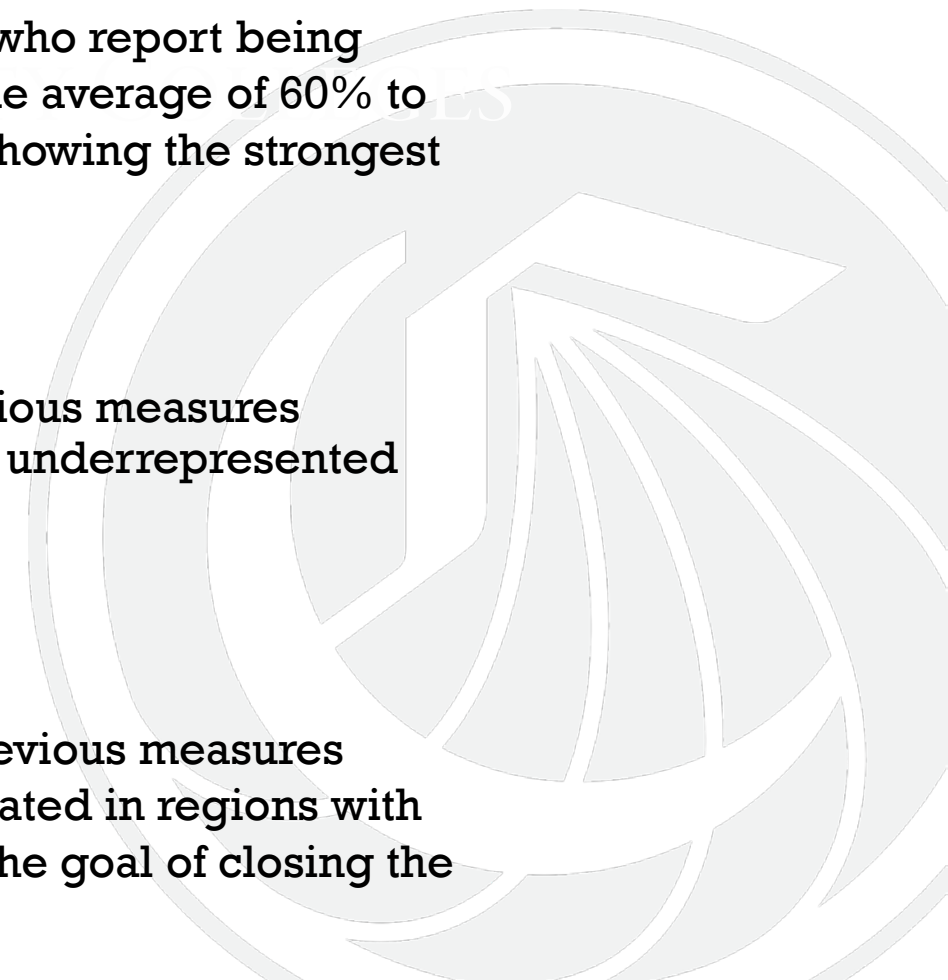 who report being
e average of 60% to
howing the strongest
ious measures
underrepresented
evious measures
ated in regions with
he goal of closing the